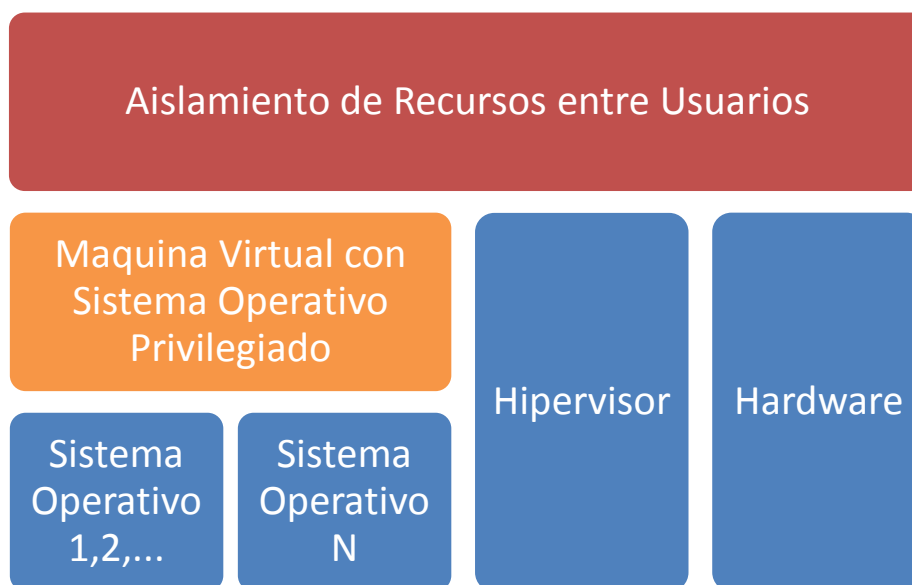 Aislamiento de Recursos entre Usuarios
Maquina Virtual con
Sistema Operativo
Privilegiado
Hipervisor
Hardware
Sistema
Operativo
1,2,...
Sistema
Operativo
N